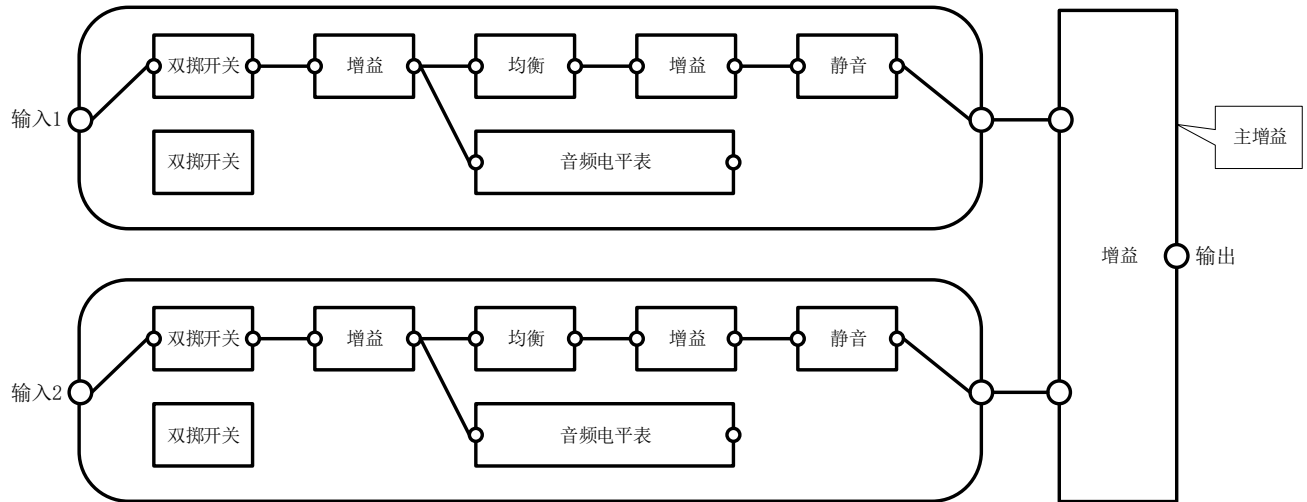 双掷开关
增益
均衡
增益
静音
输入1
主增益
双掷开关
音频电平表
增益
输出
双掷开关
增益
均衡
增益
静音
输入2
双掷开关
音频电平表